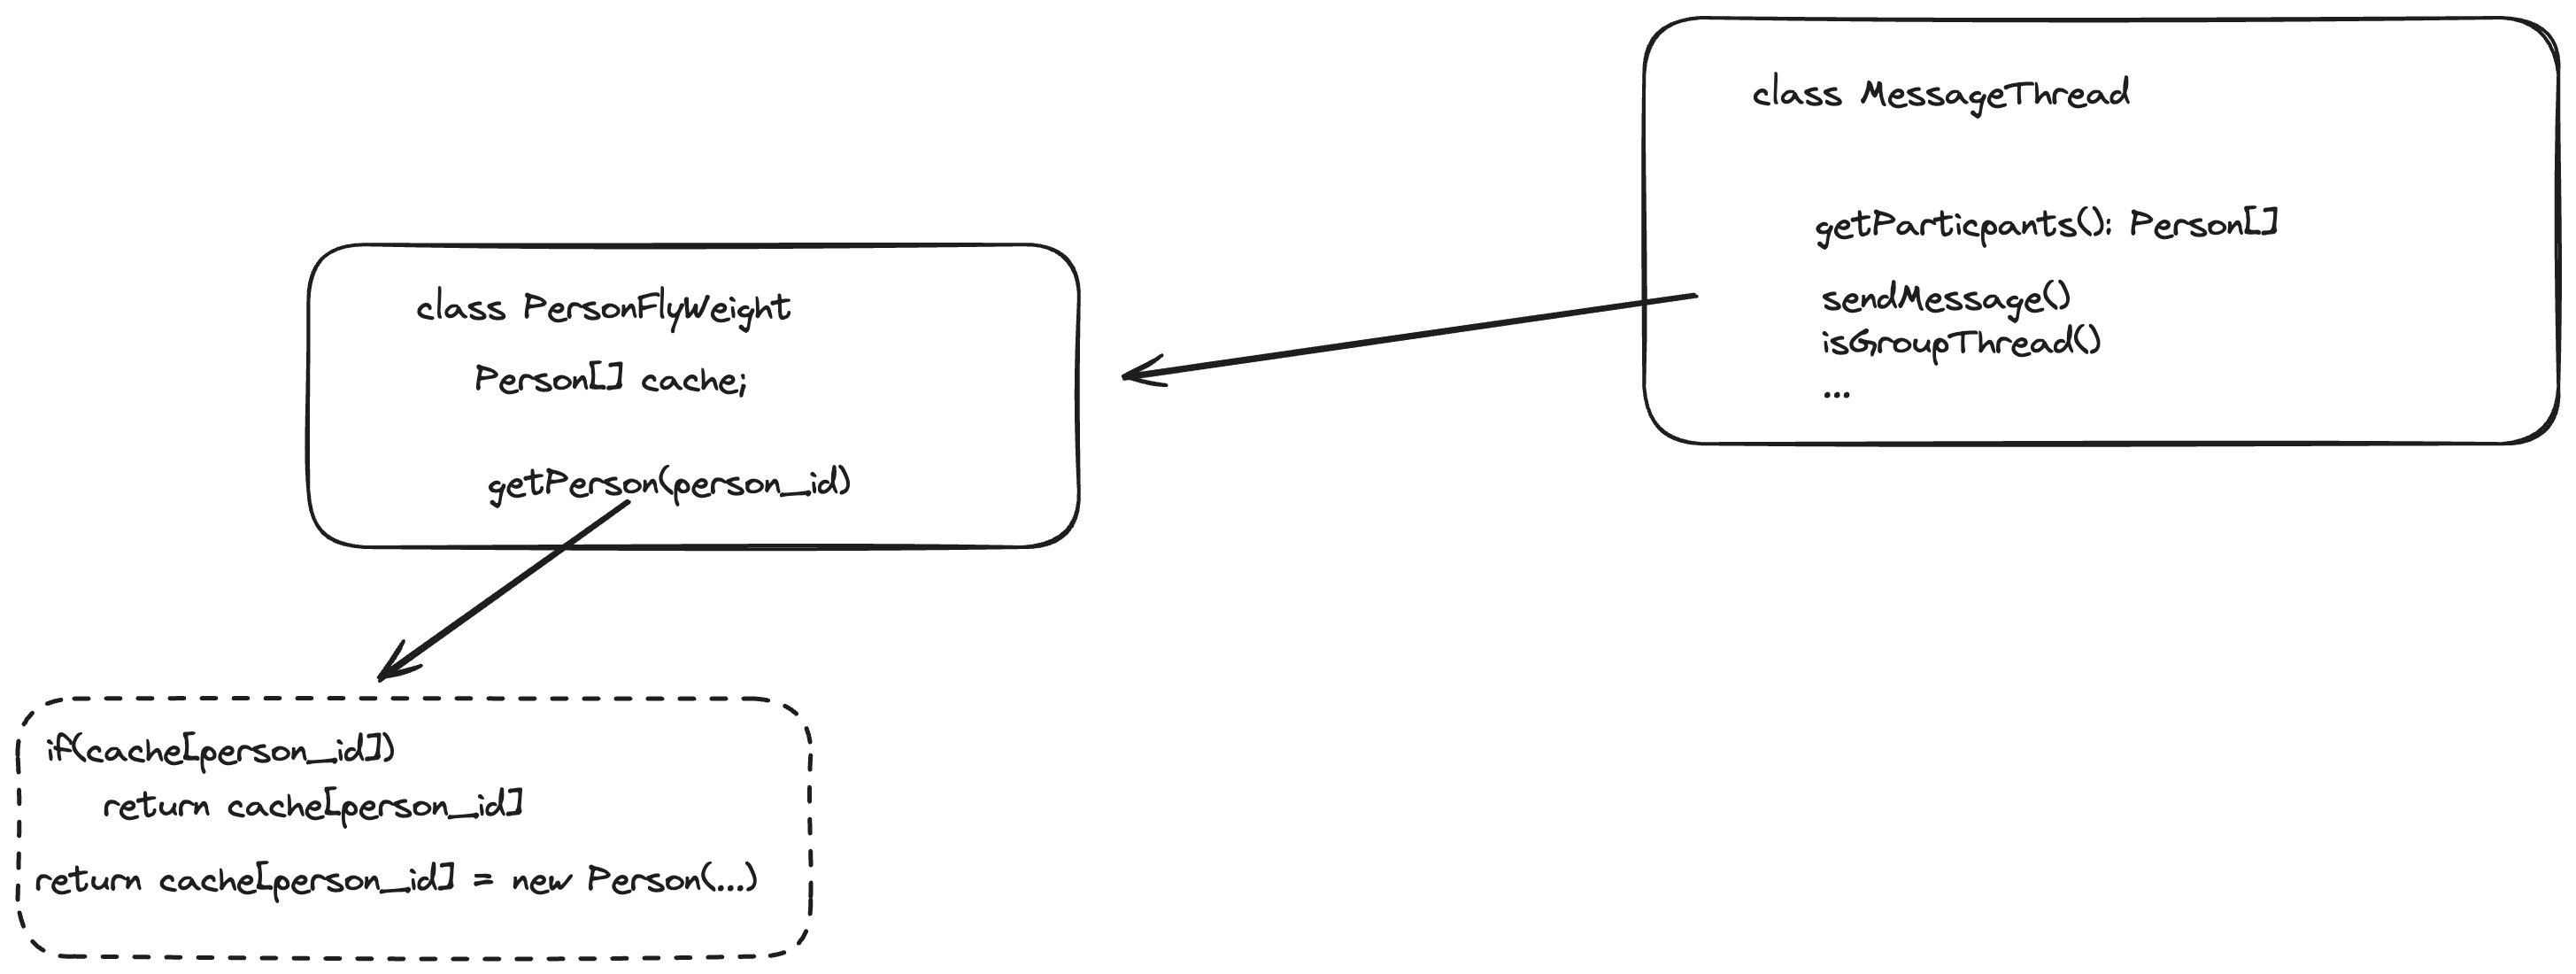 class MessageThread
getParticpants(): Person[]
sendMessage()
isGroupThread()
...
class PersonFlyWeight
Person[] cache;
getPerson(person_id)
if(cache[person_id])
return cache[person_id]
return cache[person_id] = new Person(...)